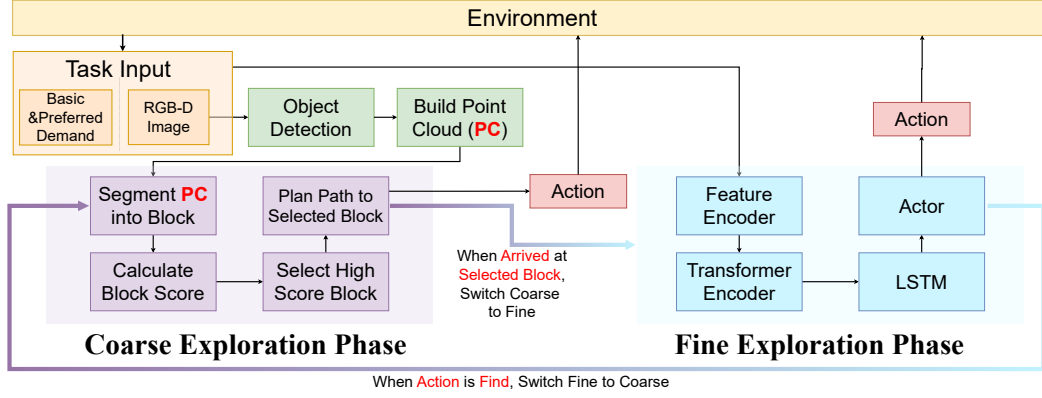 Environment
Task Input
Basic
&Preferred
Demand
RGB-D
Image
Object
Detection
Build Point
Cloud (PC)
Segment PC
into Block
Plan Path to
Selected Block
Action
Calculate
Block Score
Select High
Score Block
When Arrived at
Selected Block,
Switch Coarse
to Fine
Action
Feature
Encoder
Actor
Transformer
Encoder
LSTM
Coarse Exploration Phase
Fine Exploration Phase
When Action is Find, Switch Fine to Coarse